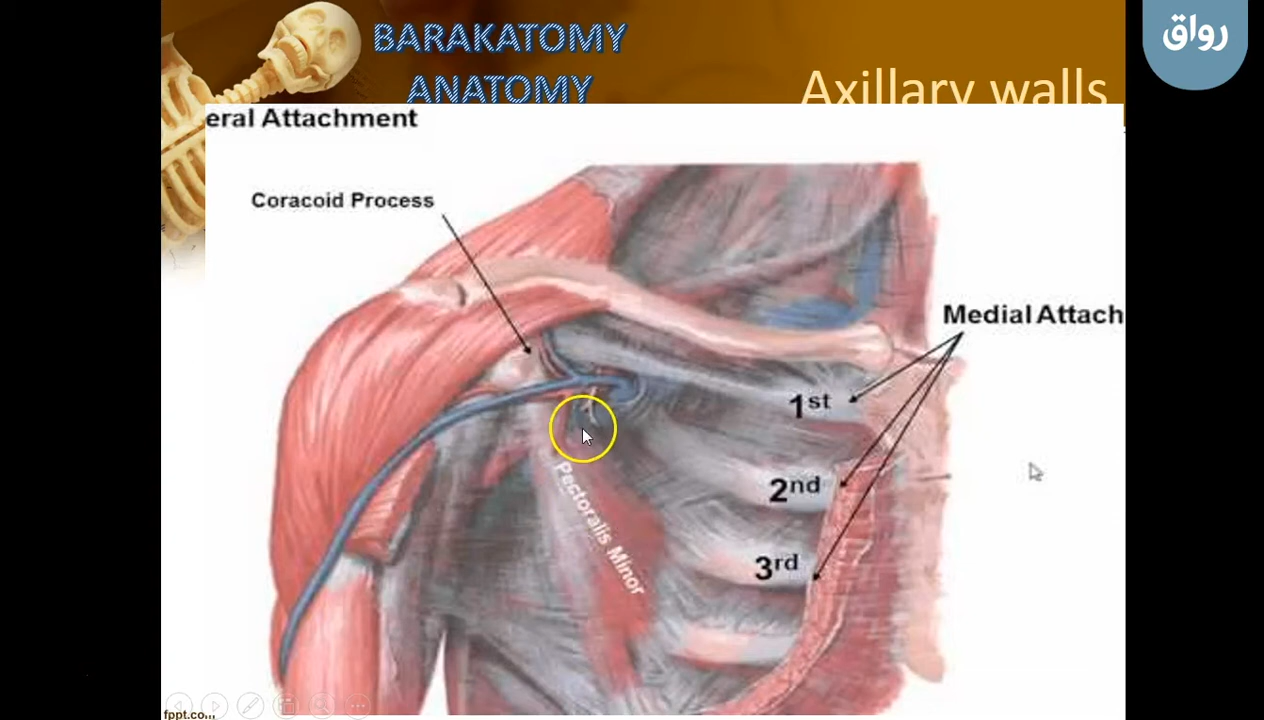 BARAKATOMY
ANATOMY
رواق
Axillary walls
eral Attachment
Coracoid Process
Medial Attach
1st
2nd
3rd
Pectoralis Minor
fppt.com